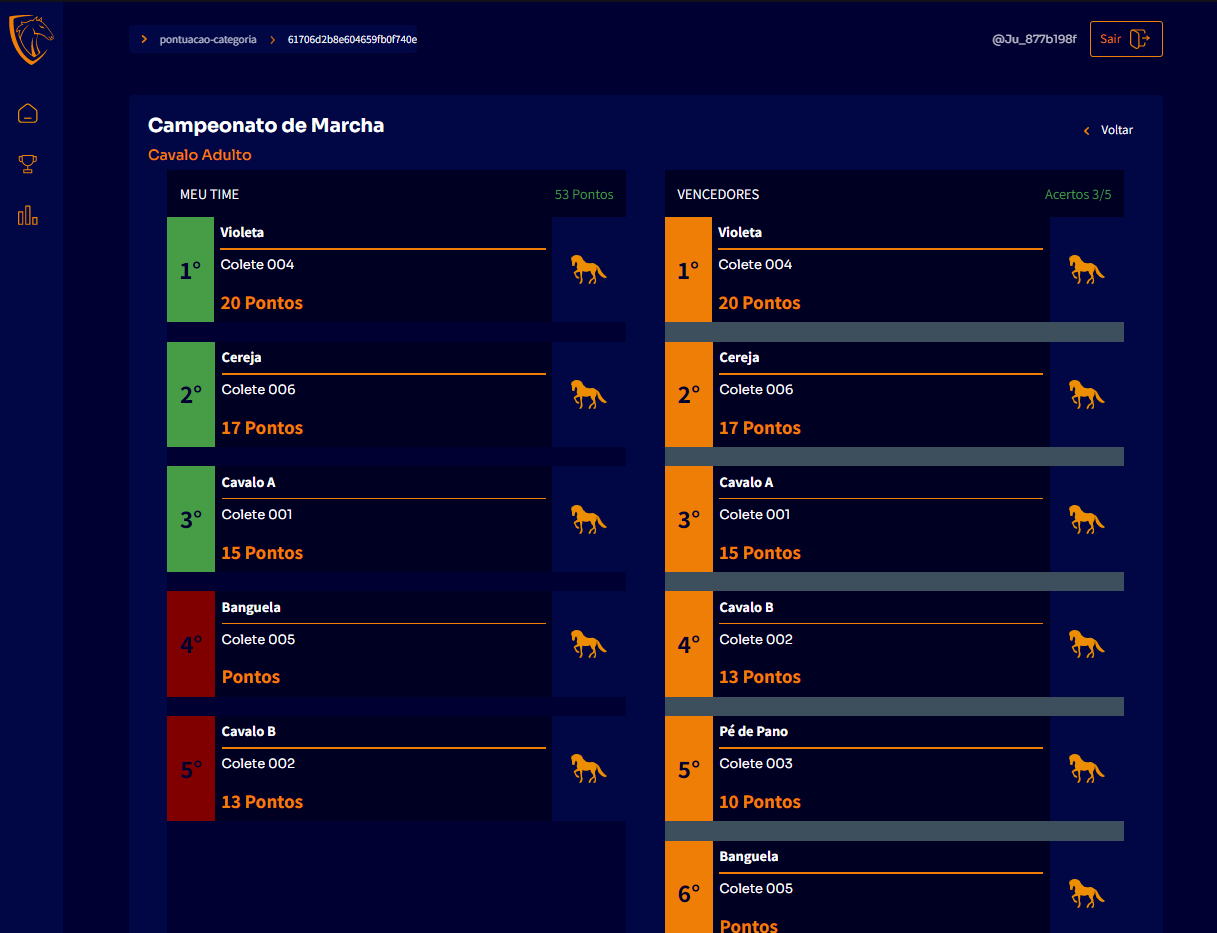 pontuacao-categoria
61706d2b8e604659fb0f740e
@Ju_877b198f
Sair
Campeonato de Marcha
Voltar
Cavalo Adulto
MEU TIME
53 Pontos
1°
Violeta
Colete 004
20 Pontos
2°
Cereja
Colete 006
17 Pontos
3°
Cavalo A
Colete 001
15 Pontos
4°
Banguela
Colete 005
Pontos
5°
Cavalo B
Colete 002
13 Pontos
VENCEDORES
Acertos 3/5
1°
Violeta
Colete 004
20 Pontos
2°
Cereja
Colete 006
17 Pontos
3°
Cavalo A
Colete 001
15 Pontos
4°
Cavalo B
Colete 002
13 Pontos
5°
Pé de Pano
Colete 003
10 Pontos
6°
Banguela
Colete 005
Pontos